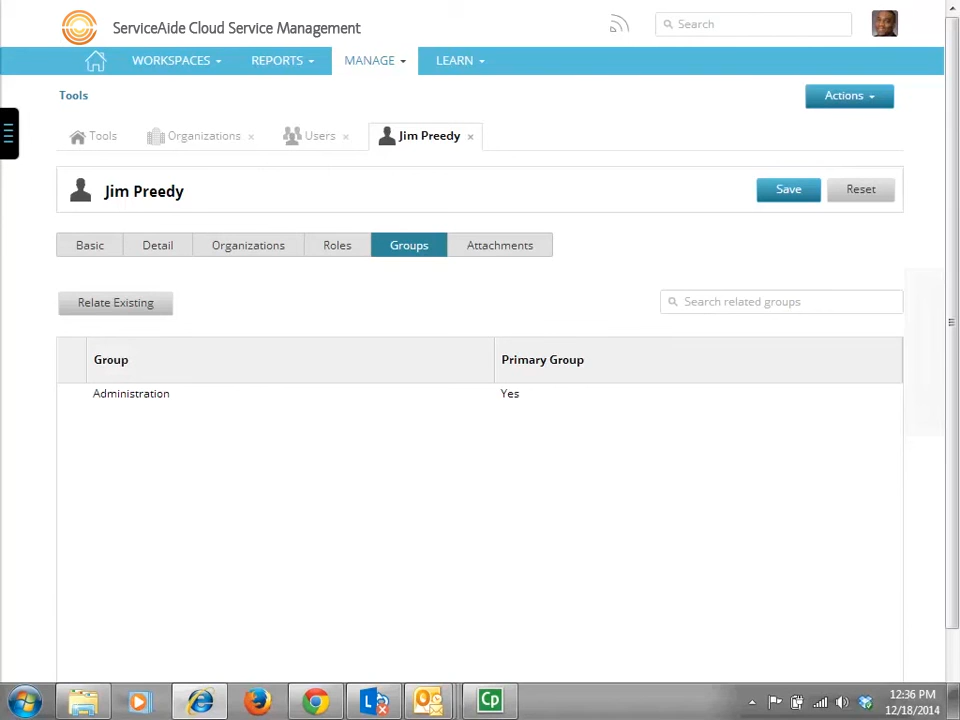 ServiceAide Cloud Service Management
Search
WORKSPACES
REPORTS
MANAGE
LEARN
Tools
Actions
Tools
Organizations ×
Users ×
Jim Preedy ×
Jim Preedy
Save
Reset
Basic
Detail
Organizations
Roles
Groups
Attachments
Relate Existing
Search related groups
Group
Primary Group
Administration
Yes
Cp
12:36 PM
12/18/2014